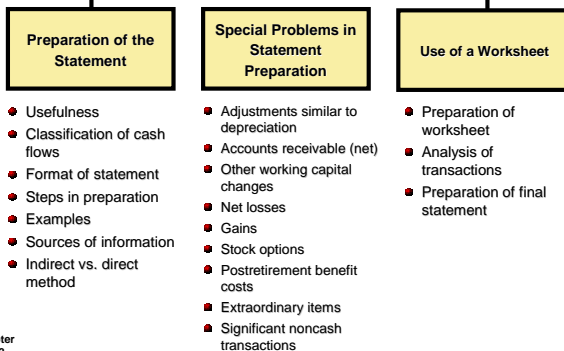 Preparation of the
Statement
Usefulness
Classification of cash
flows
Format of statement
Steps in preparation
Examples
Sources of information
Indirect vs. direct
method
Special Problems in
Statement
Preparation
Adjustments similar to
depreciation
Accounts receivable (net)
Other working capital
changes
Net losses
Gains
Stock options
Postretirement benefit
costs
Extraordinary items
Significant noncash
transactions
Use of a Worksheet
Preparation of
worksheet
Analysis of
transactions
Preparation of final
statement